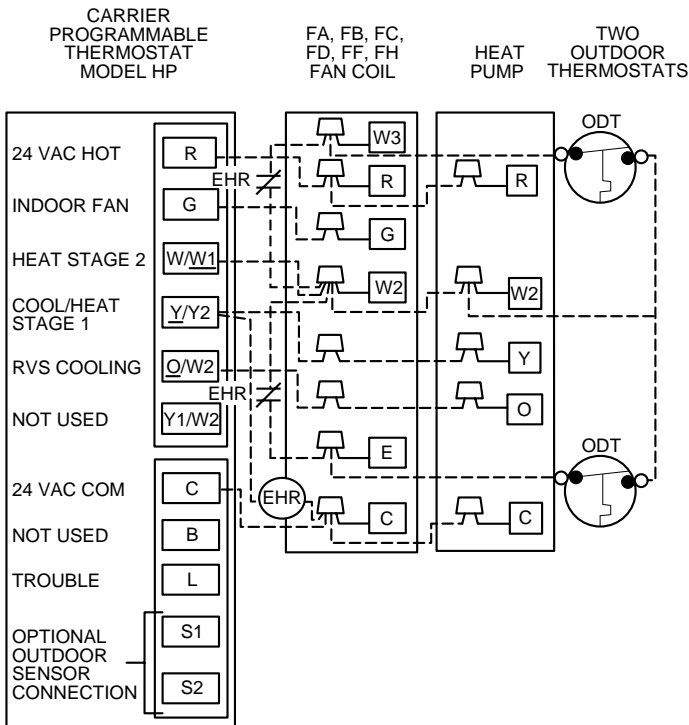 CARRIER
PROGRAMMABLE
THERMOSTAT
MODEL HP
FA, FB, FC,
FD, FF, FH
FAN COIL
HEAT
PUMP
TWO
OUTDOOR
THERMOSTATS
24 VAC HOT
R
INDOOR FAN
G
HEAT STAGE 2
W/W1
COOL/HEAT
STAGE 1
Y/Y2
RVS COOLING
O/W2
NOT USED
Y1/W2
24 VAC COM
C
NOT USED
B
TROUBLE
L
OPTIONAL
OUTDOOR
SENSOR
CONNECTION
S1
S2
EHR
EHR
EHR
W3
R
G
W2
E
C
R
W2
Y
O
C
ODT
ODT